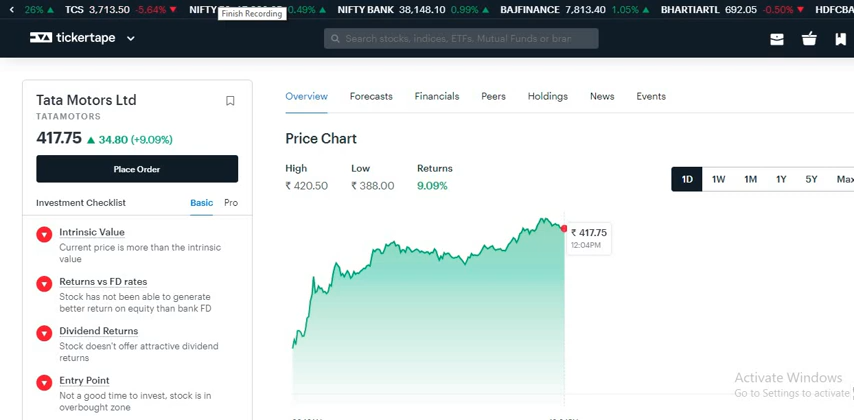 26% TCS 3,713.50 -5.64% NIFTY 0.49% NIFTY BANK 38,148.10 0.99% BAJFINANCE 7,813.40 1.05% BHARTIARTL 692.05 -0.50% HDFCBA
Finish Recording
tickertape
Search stocks, indices, ETFs, Mutual Funds or bran
Tata Motors Ltd
TATAMOTORS
417.75 34.80 (+9.09%)
Place Order
Investment Checklist Basic Pro
Intrinsic Value
Current price is more than the intrinsic
value
Returns vs FD rates
Stock has not been able to generate
better return on equity than bank FD
Dividend Returns
Stock doesn't offer attractive dividend
returns
Entry Point
Not a good time to invest, stock is in
overbought zone
Overview Forecasts Financials Peers Holdings News Events
Price Chart
High Low Returns
₹ 420.50 ₹ 388.00 9.09%
1D 1W 1M 1Y 5Y Max
₹ 417.75
12:04PM
Activate Windows
Go to Settings to activate